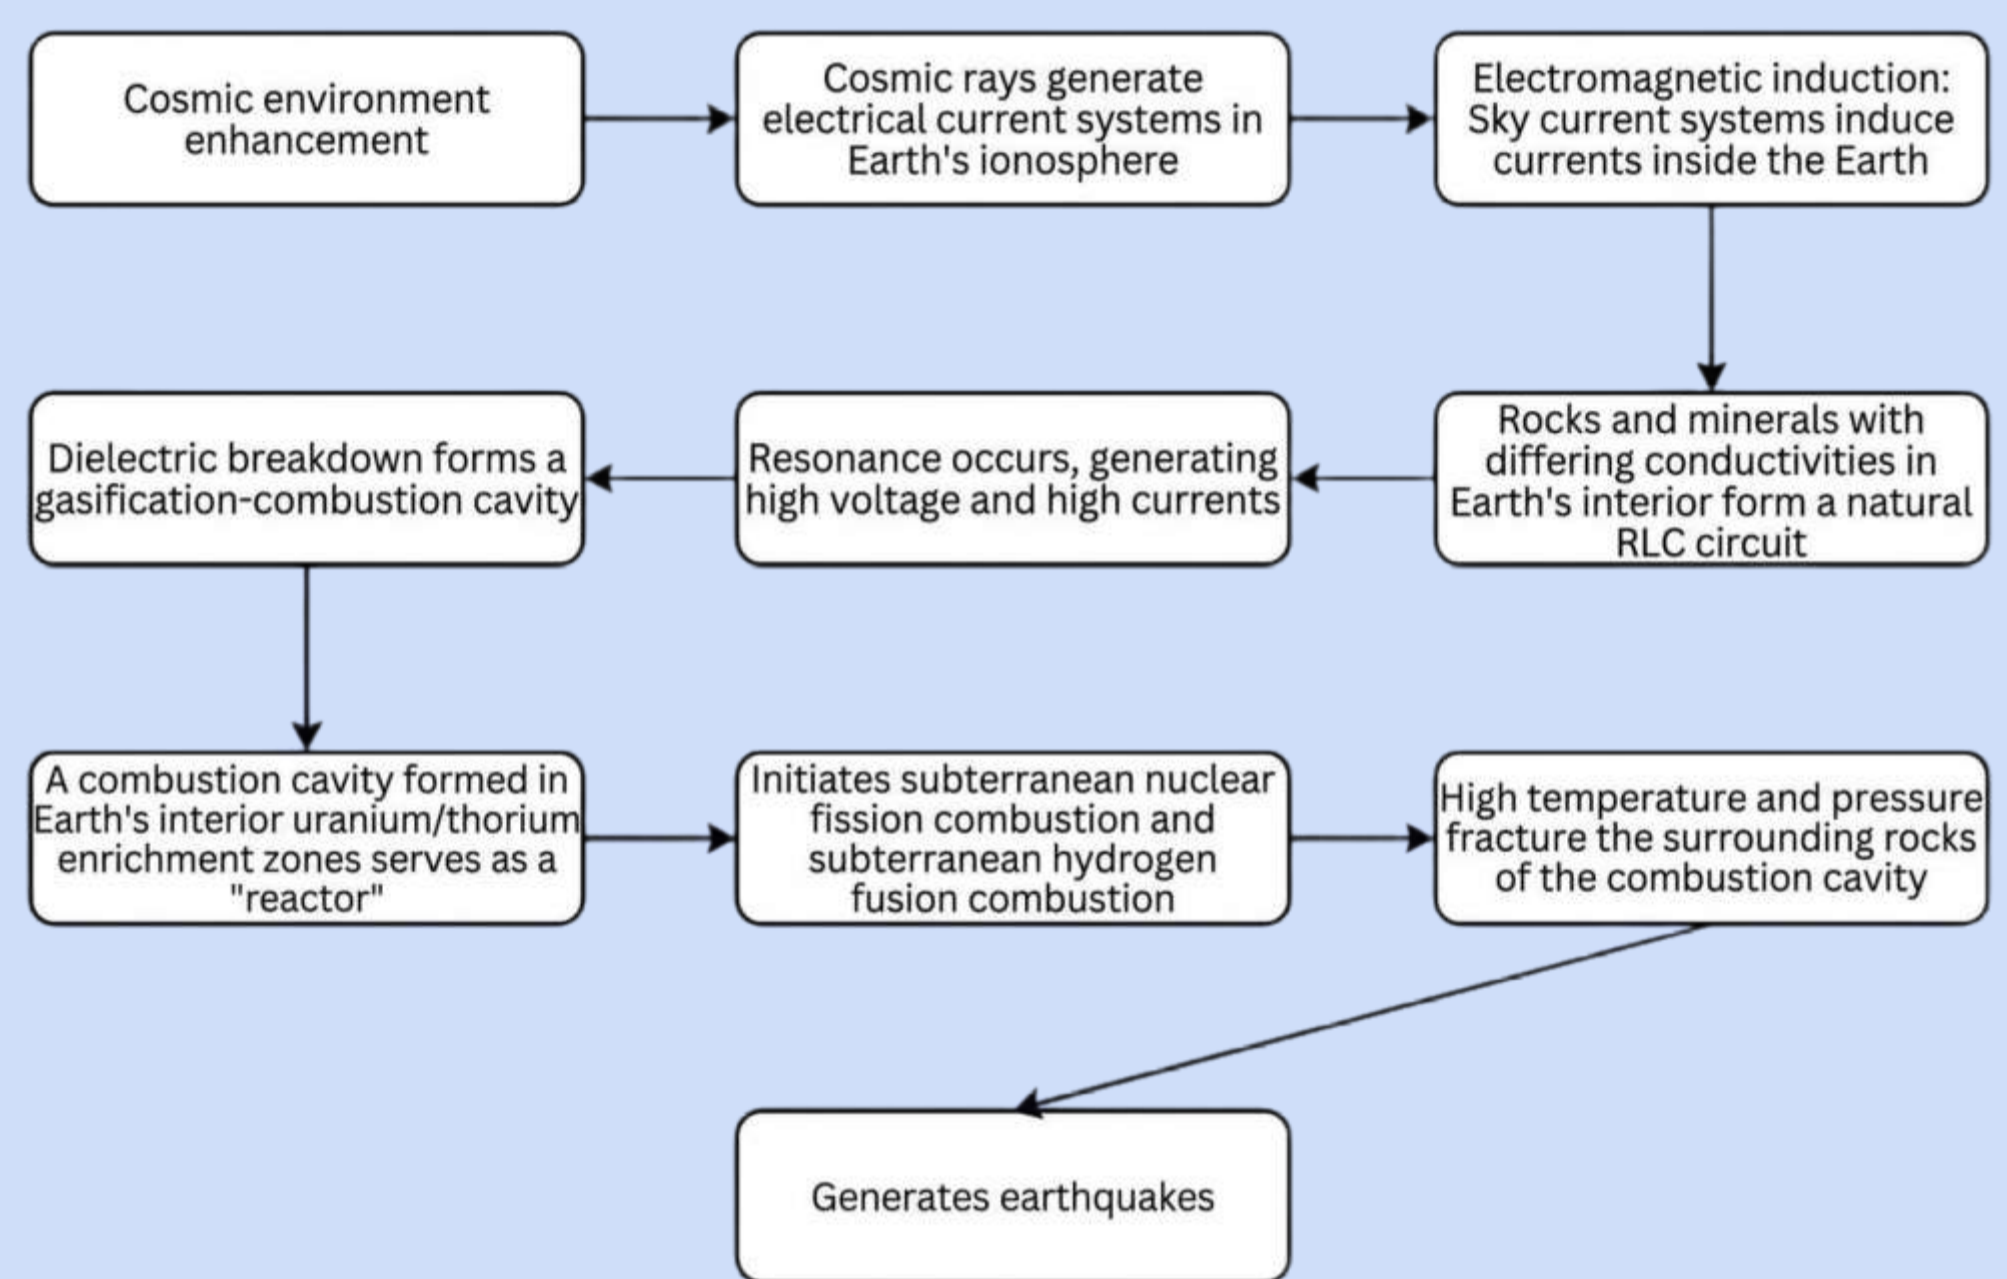 Cosmic environment
enhancement
Cosmic rays generate
electrical current systems in
Earth's ionosphere
Electromagnetic induction:
Sky current systems induce
currents inside the Earth
Rocks and minerals with
differing conductivities in
Earth's interior form a natural
RLC circuit
Resonance occurs, generating
high voltage and high currents
Dielectric breakdown forms a
gasification-combustion cavity
A combustion cavity formed in
Earth's interior uranium/thorium
enrichment zones serves as a
"reactor"
Initiates subterranean nuclear
fission combustion and
subterranean hydrogen
fusion combustion
High temperature and pressure
fracture the surrounding rocks
of the combustion cavity
Generates earthquakes